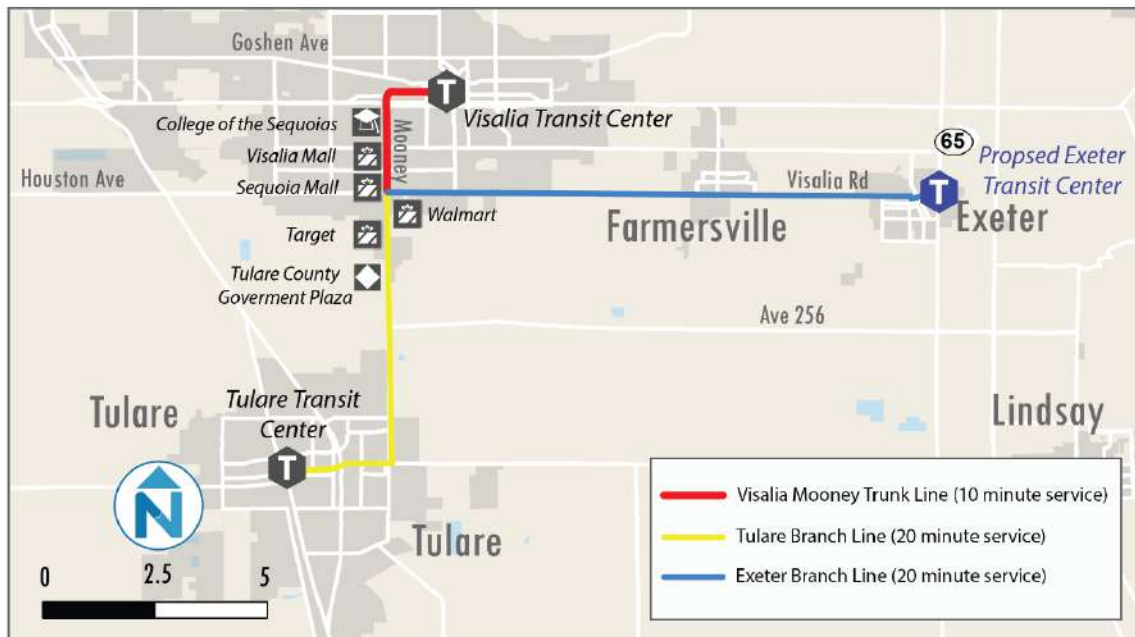 Goshen Ave
T
Visalia Transit Center
College of the Sequoias
Mooney
Visalia Mall
Sequoia Mall
Houston Ave
Walmart
Target
Tulare County
Goverment Plaza
65
Propsed Exeter
Transit Center
Visalia Rd
T
Farmersville
Exeter
Ave 256
Tulare
Tulare Transit
Center
T
Lindsay
N
Tulare
0 2.5 5
Visalia Mooney Trunk Line (10 minute service)
Tulare Branch Line (20 minute service)
Exeter Branch Line (20 minute service)